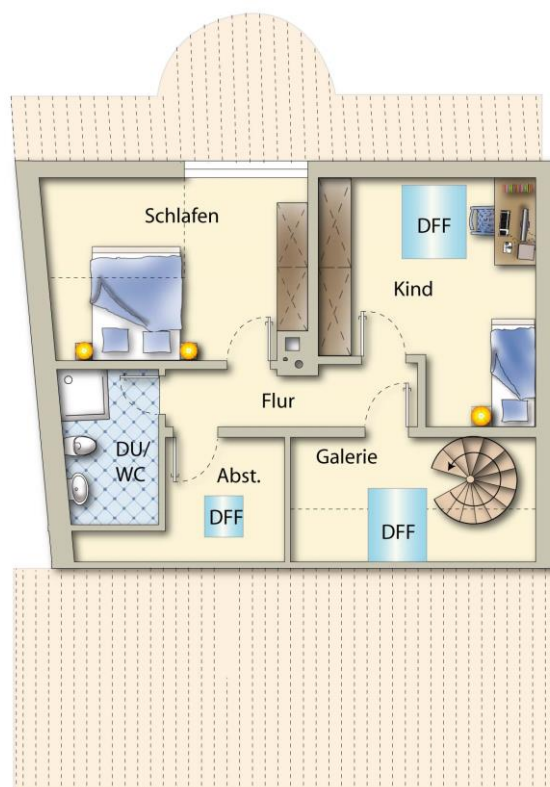 Schlafen
DFF
Kind
Flur
DU/
WC
Abst.
Galerie
DFF
DFF